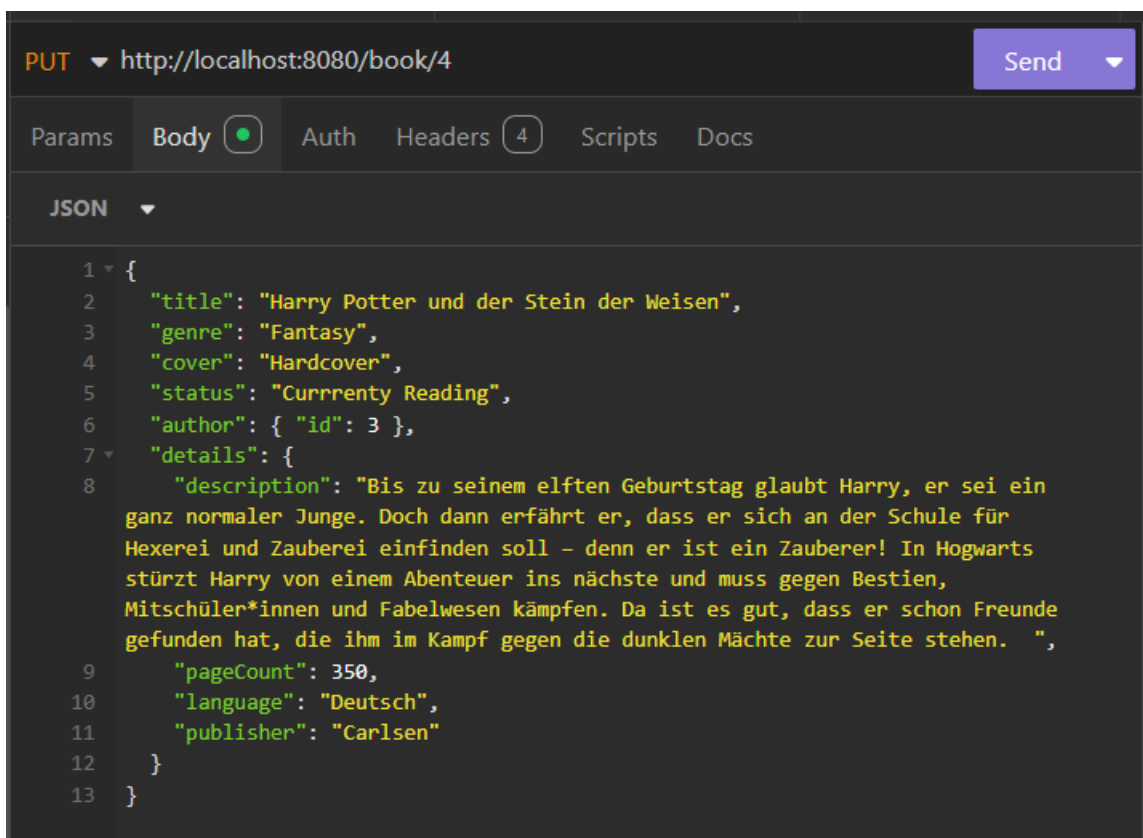 PUT http://localhost:8080/book/4 Send
Params Body Auth Headers 4 Scripts Docs
JSON
1 {
2 "title": "Harry Potter und der Stein der Weisen",
3 "genre": "Fantasy",
4 "cover": "Hardcover",
5 "status": "Currrenty Reading",
6 "author": { "id": 3 },
7 "details": {
8 "description": "Bis zu seinem elften Geburtstag glaubt Harry, er sei ein
ganz normaler Junge. Doch dann erfährt er, dass er sich an der Schule für
Hexerei und Zauberei einfinden soll – denn er ist ein Zauberer! In Hogwarts
stürzt Harry von einem Abenteuer ins nächste und muss gegen Bestien,
Mitschüler*innen und Fabelwesen kämpfen. Da ist es gut, dass er schon Freunde
gefunden hat, die ihm im Kampf gegen die dunklen Mächte zur Seite stehen.  ",
9 "pageCount": 350,
10 "language": "Deutsch",
11 "publisher": "Carlsen"
12 }
13 }